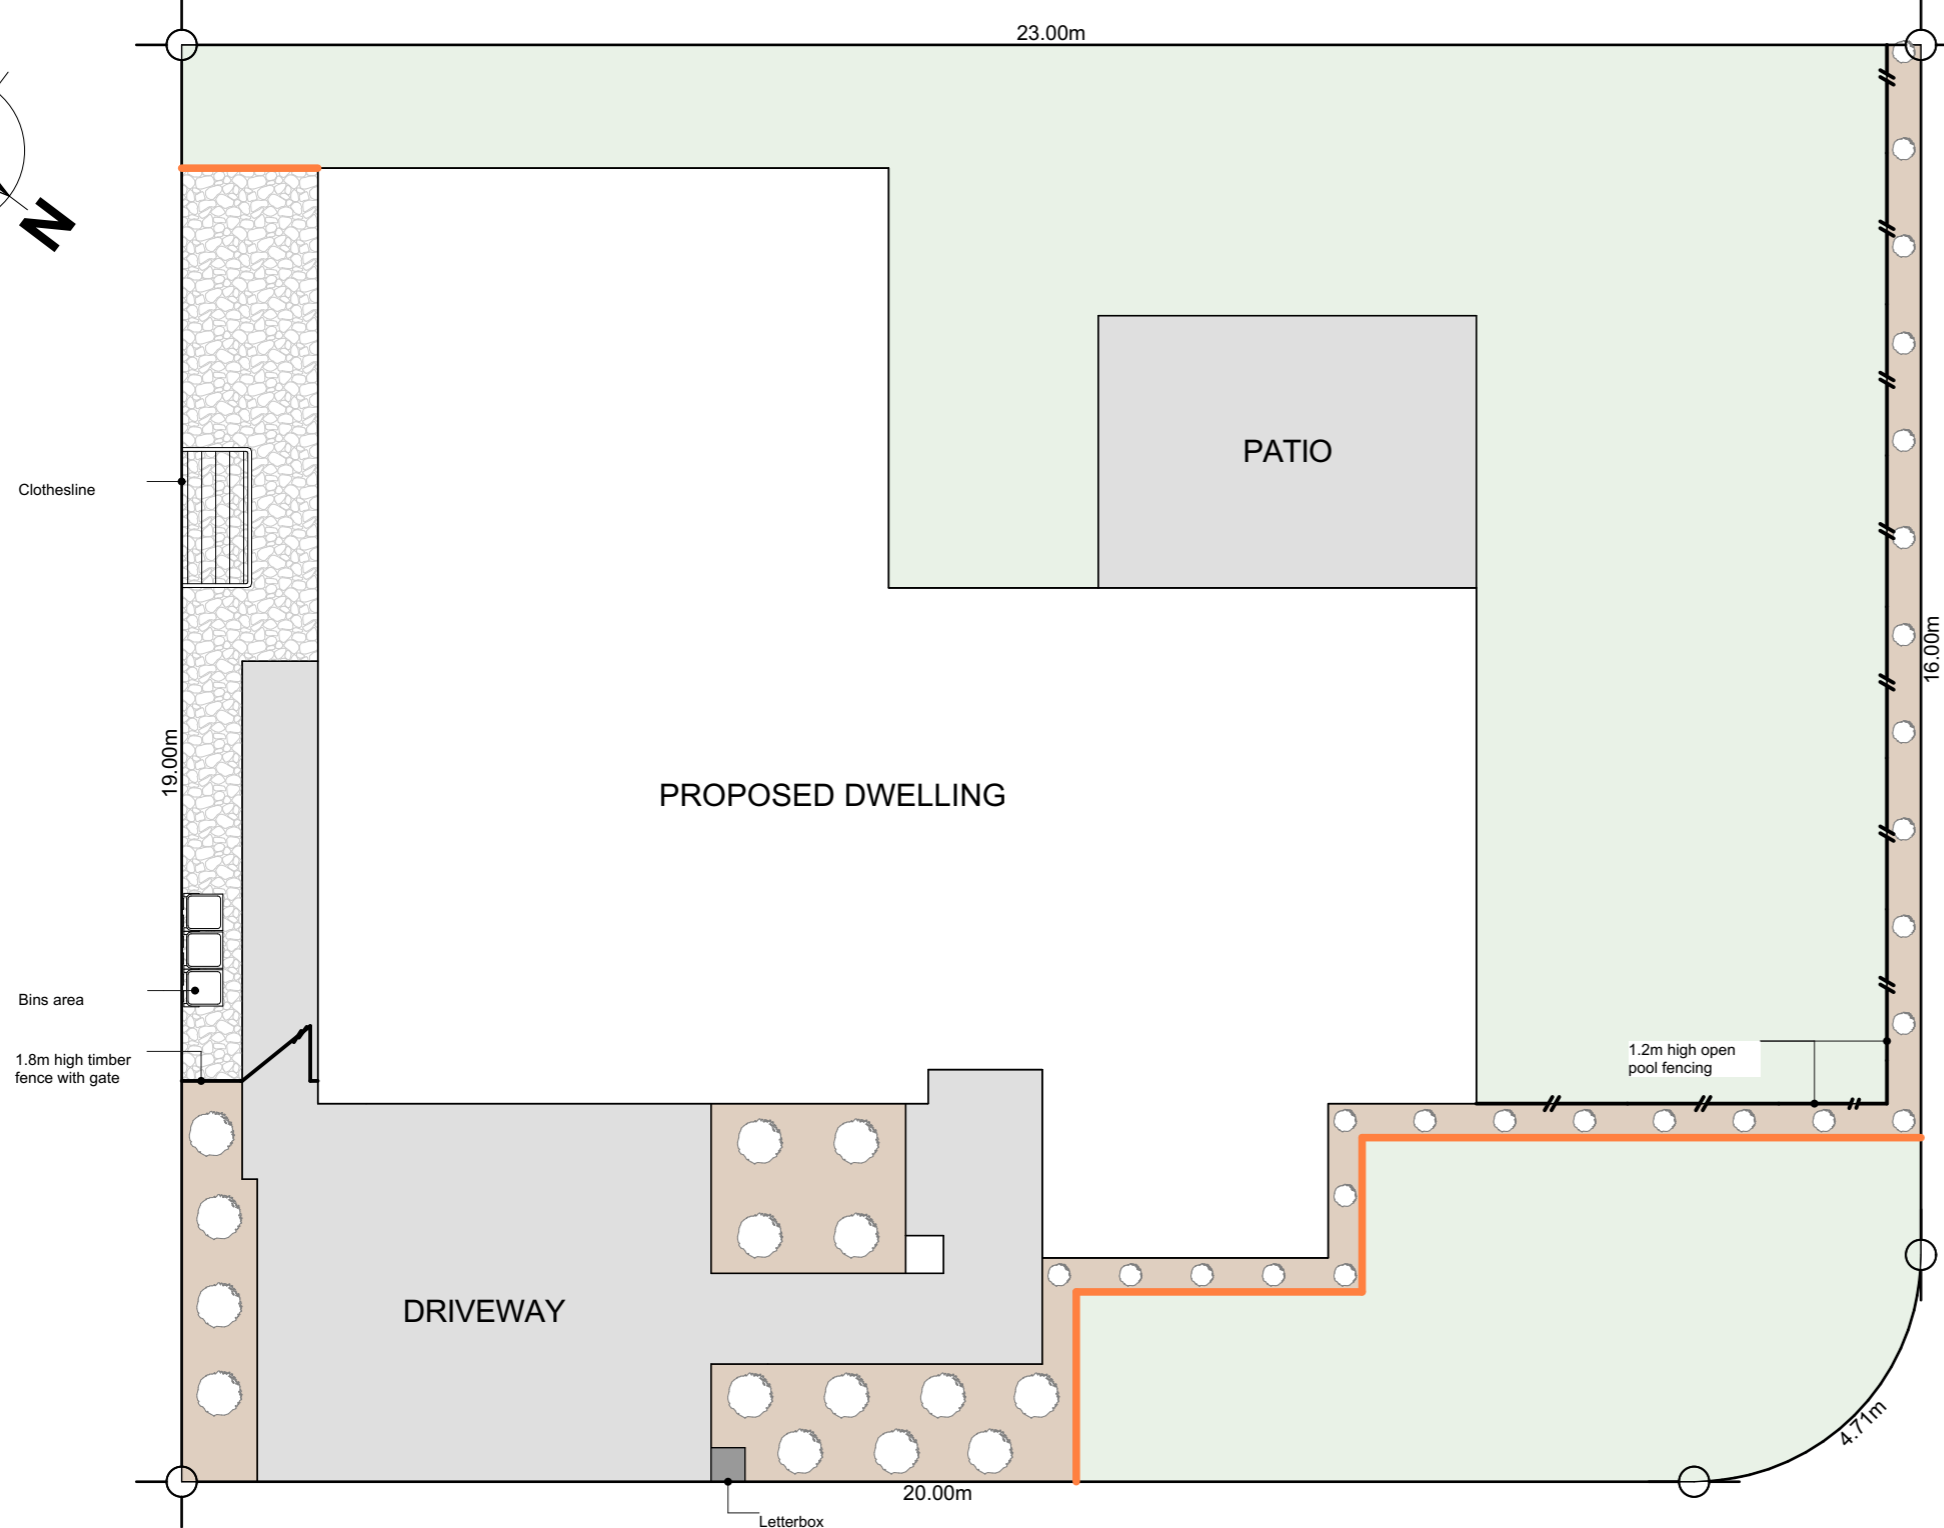 23.00m
N
PATIO
Clothesline
16.00m
19.00m
PROPOSED DWELLING
Bins area
1.8m high timber
fence with gate
1.2m high open
pool fencing
DRIVEWAY
4.71m
20.00m
Letterbox